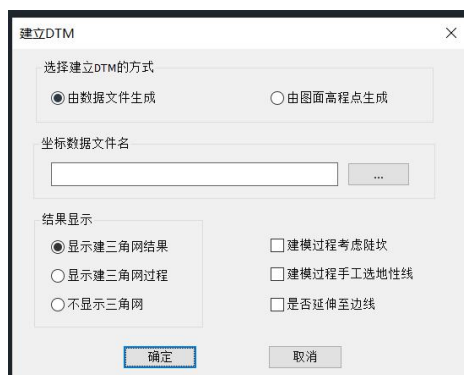 建立DTM
选择建立DTM的方式
由数据文件生成
由图面高程点生成
坐标数据文件名
...
结果显示
显示建三角网结果
建模过程考虑陡坎
显示建三角网过程
建模过程手工选地性线
不显示三角网
是否延伸至边线
确定
取消